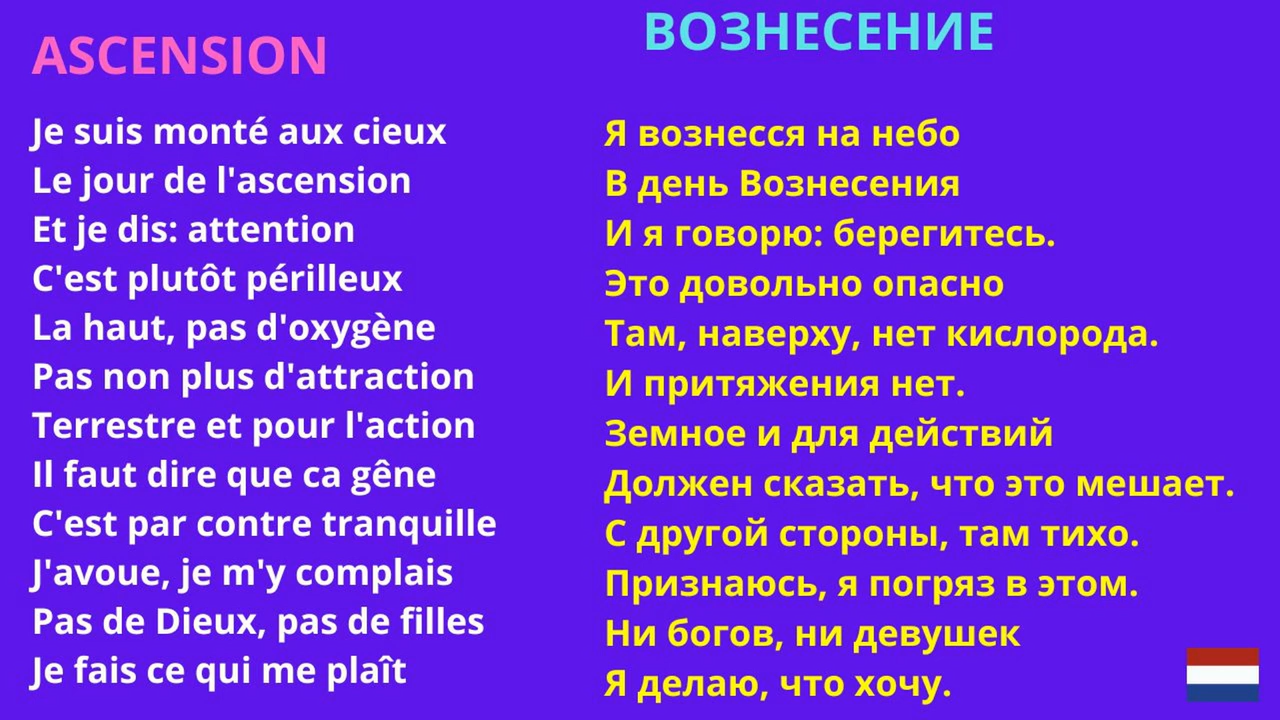 ASCENSION
Je suis monté aux cieux
Le jour de l'ascension
Et je dis: attention
C'est plutôt périlleux
La haut, pas d'oxygène
Pas non plus d'attraction
Terrestre et pour l'action
Il faut dire que ca gêne
C'est par contre tranquille
J'avoue, je m'y complais
Pas de Dieux, pas de filles
Je fais ce qui me plaît
ВОЗНЕСЕНИЕ
Я вознесся на небо
В день Вознесения
И я говорю: берегитесь.
Это довольно опасно
Там, наверху, нет кислорода.
И притяжения нет.
Земное и для действий
Должен сказать, что это мешает.
С другой стороны, там тихо.
Признаюсь, я погряз в этом.
Ни богов, ни девушек
Я делаю, что хочу.